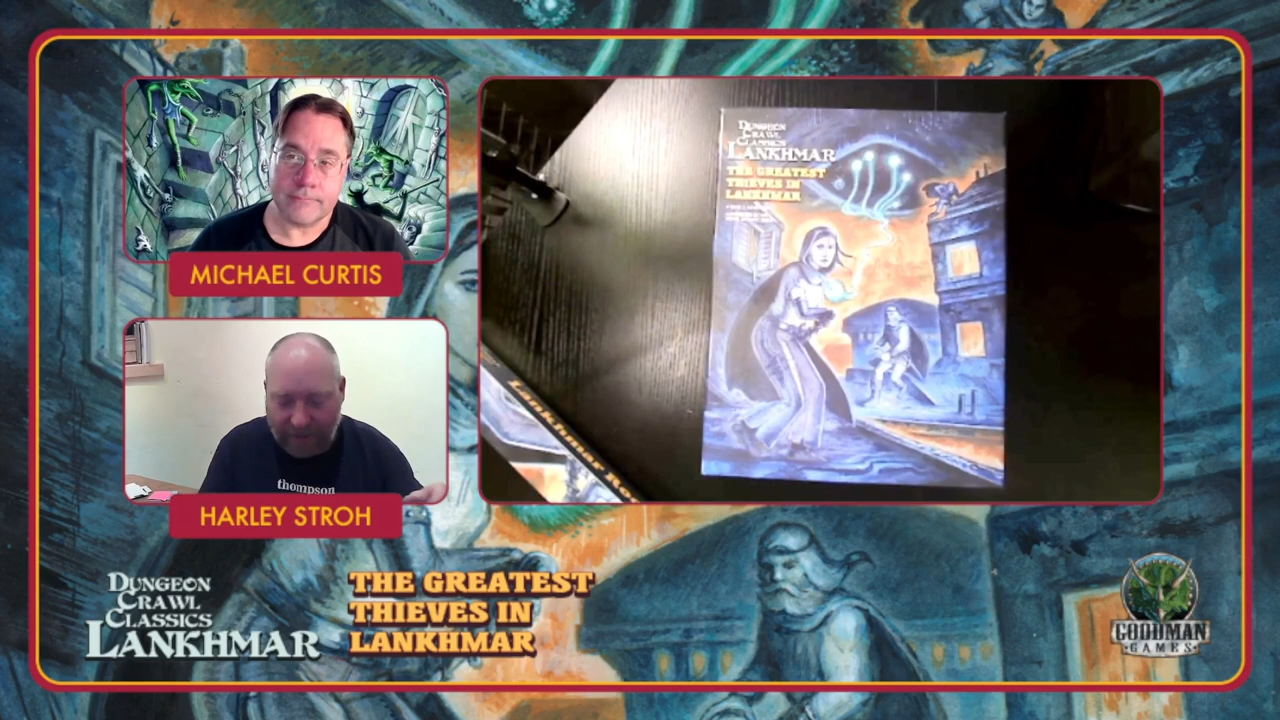 MICHAEL CURTIS
thompson
HARLEY STROH
DUNGEON
CRAWL
CLASSICS
LANKHMAR
THE GREATEST
THIEVES IN
LANKHMAR
Lankhmar
DUNGEON
CRAWL
CLASSICS
LANKHMAR
THE GREATEST
THIEVES IN
LANKHMAR
GOODMAN
GAMES